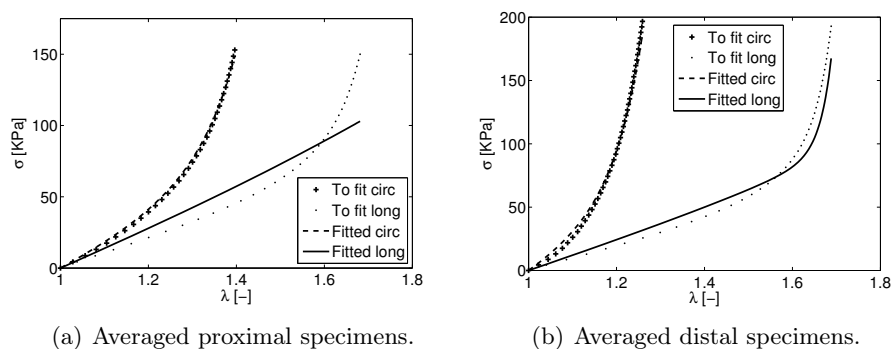 150
100
50
0
σ [KPa]
1
1.2
1.4
1.6
1.8
λ [−]
To fit circ
To fit long
Fitted circ
Fitted long
(a) Averaged proximal specimens.
200
150
100
50
0
σ [KPa]
1
1.2
1.4
1.6
1.8
λ [−]
To fit circ
To fit long
Fitted circ
Fitted long
(b) Averaged distal specimens.